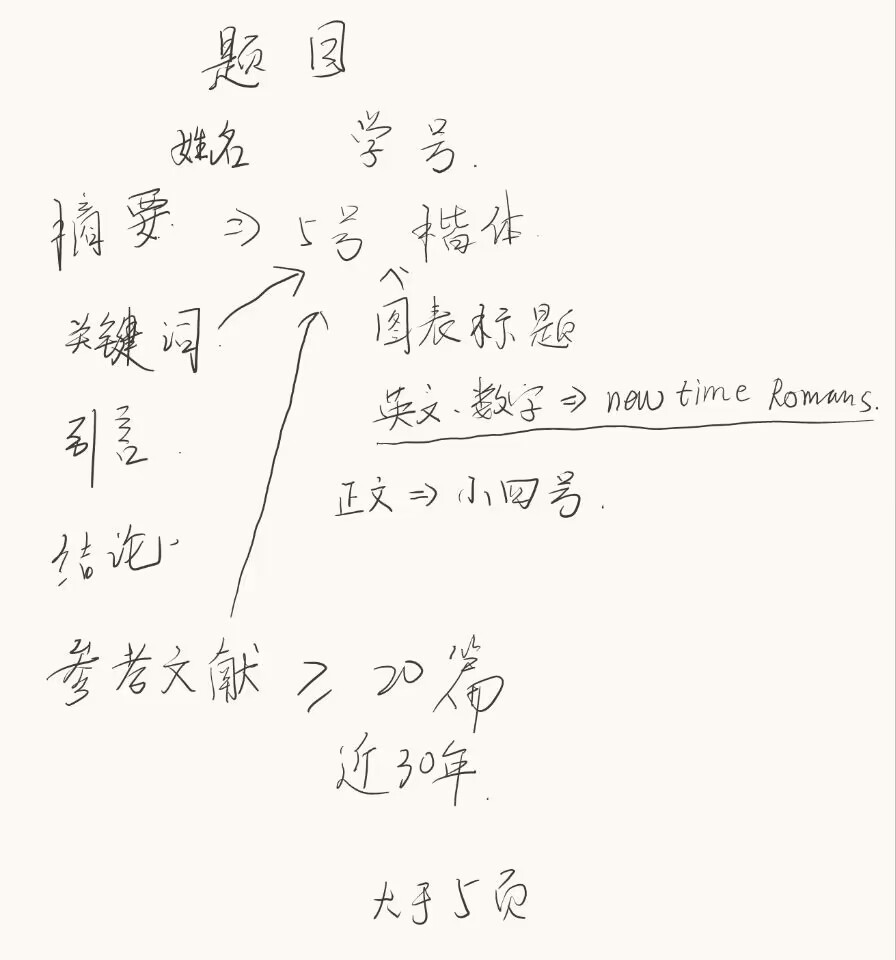 题目
姓名 学号.
摘要 ⇒ 5号 楷体.
关键词.
图表标题
英文、数字 ⇒ new time Romans.
引言.
正文 ⇒ 小四号.
结论
参考文献 ≥ 20篇
近30年.
大于5页